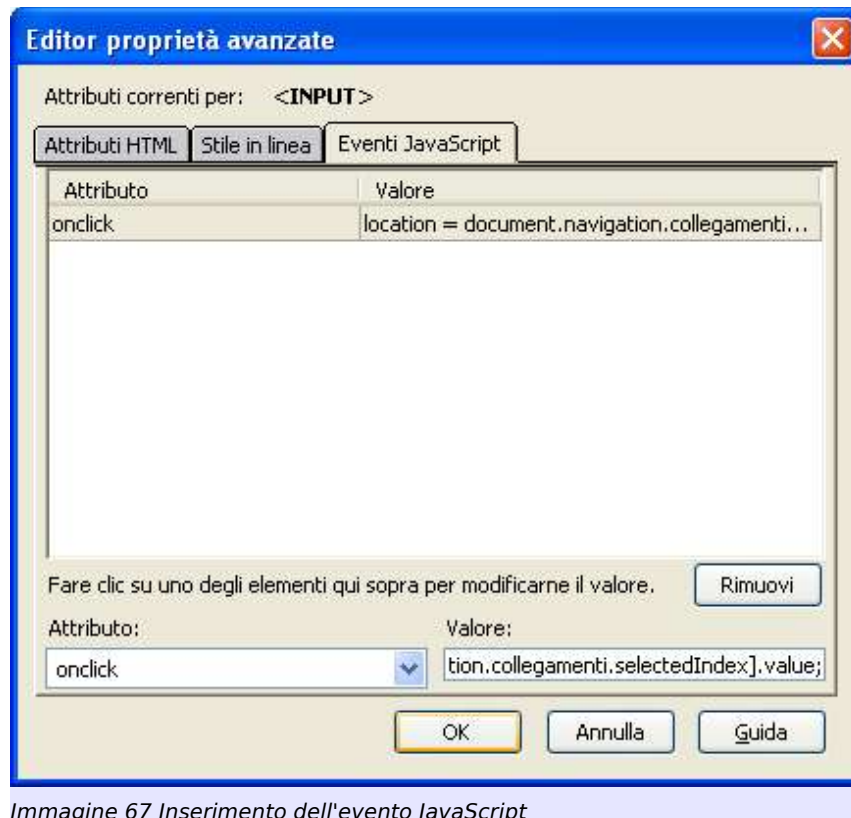 Editor proprietà avanzate
Attributi correnti per: <INPUT>
Attributi HTML Stile in linea Eventi JavaScript
Attributo Valore
onclick location = document.navigation.collegamenti...
Fare clic su uno degli elementi qui sopra per modificarne il valore. Rimuovi
Attributo: Valore:
onclick tion.collegamenti.selectedIndex].value;
OK Annulla Guida
Immagine 67 Inserimento dell'evento JavaScript